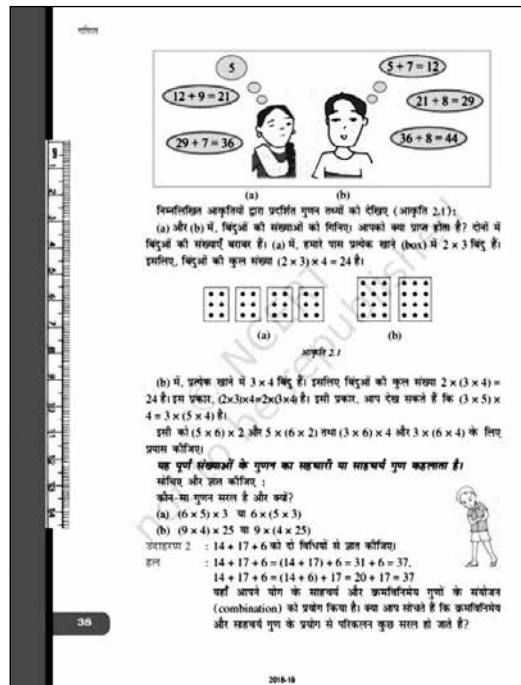 गणित
5
5 + 7 = 12
12 + 9 = 21
21 + 8 = 29
29 + 7 = 36
36 + 8 = 44
(a) (b)
निम्नलिखित आकृतियों द्वारा प्रदर्शित गुणन तथ्यों को देखिए (आकृति 2.1) :
(a) और (b) में, बिंदुओं की संख्याओं को गिनिए। आपको क्या प्राप्त होता है? दोनों में
बिंदुओं की संख्याएँ बराबर हैं। (a) में, हमारे पास प्रत्येक खाने (box) में 2 × 3 बिंदु हैं।
इसलिए, बिंदुओं की कुल संख्या (2 × 3) × 4 = 24 है।
(a) (b)
आकृति 2.1
(b) में, प्रत्येक खाने में 3 × 4 बिंदु हैं। इसलिए बिंदुओं की कुल संख्या 2 × (3 × 4) =
24 है। इस प्रकार, (2×3)×4=2×(3×4) है। इसी प्रकार, आप देख सकते हैं कि (3 × 5) ×
4 = 3 × (5 × 4) है।
इसी को (5 × 6) × 2 और 5 × (6 × 2) तथा (3 × 6) × 4 और 3 × (6 × 4) के लिए
प्रयास कीजिए।
यह पूर्ण संख्याओं के गुणन का सहचारी या साहचर्य गुण कहलाता है।
सोचिए और ज्ञात कीजिए :
कौन-सा गुणन सरल है और क्यों?
(a) (6 × 5) × 3 या 6 × (5 × 3)
(b) (9 × 4) × 25 या 9 × (4 × 25)
उदाहरण 2 : 14 + 17 + 6 को दो विधियों से ज्ञात कीजिए।
हल : 14 + 17 + 6 = (14 + 17) + 6 = 31 + 6 = 37,
14 + 17 + 6 = (14 + 6) + 17 = 20 + 17 = 37
यहाँ आपने योग के साहचर्य और क्रमविनिमेय गुणों के संयोजन
(combination) को प्रयोग किया है। क्या आप सोचते हैं कि क्रमविनिमेय
और साहचर्य गुण के प्रयोग से परिकलन कुछ सरल हो जाते हैं?
38
2018-19